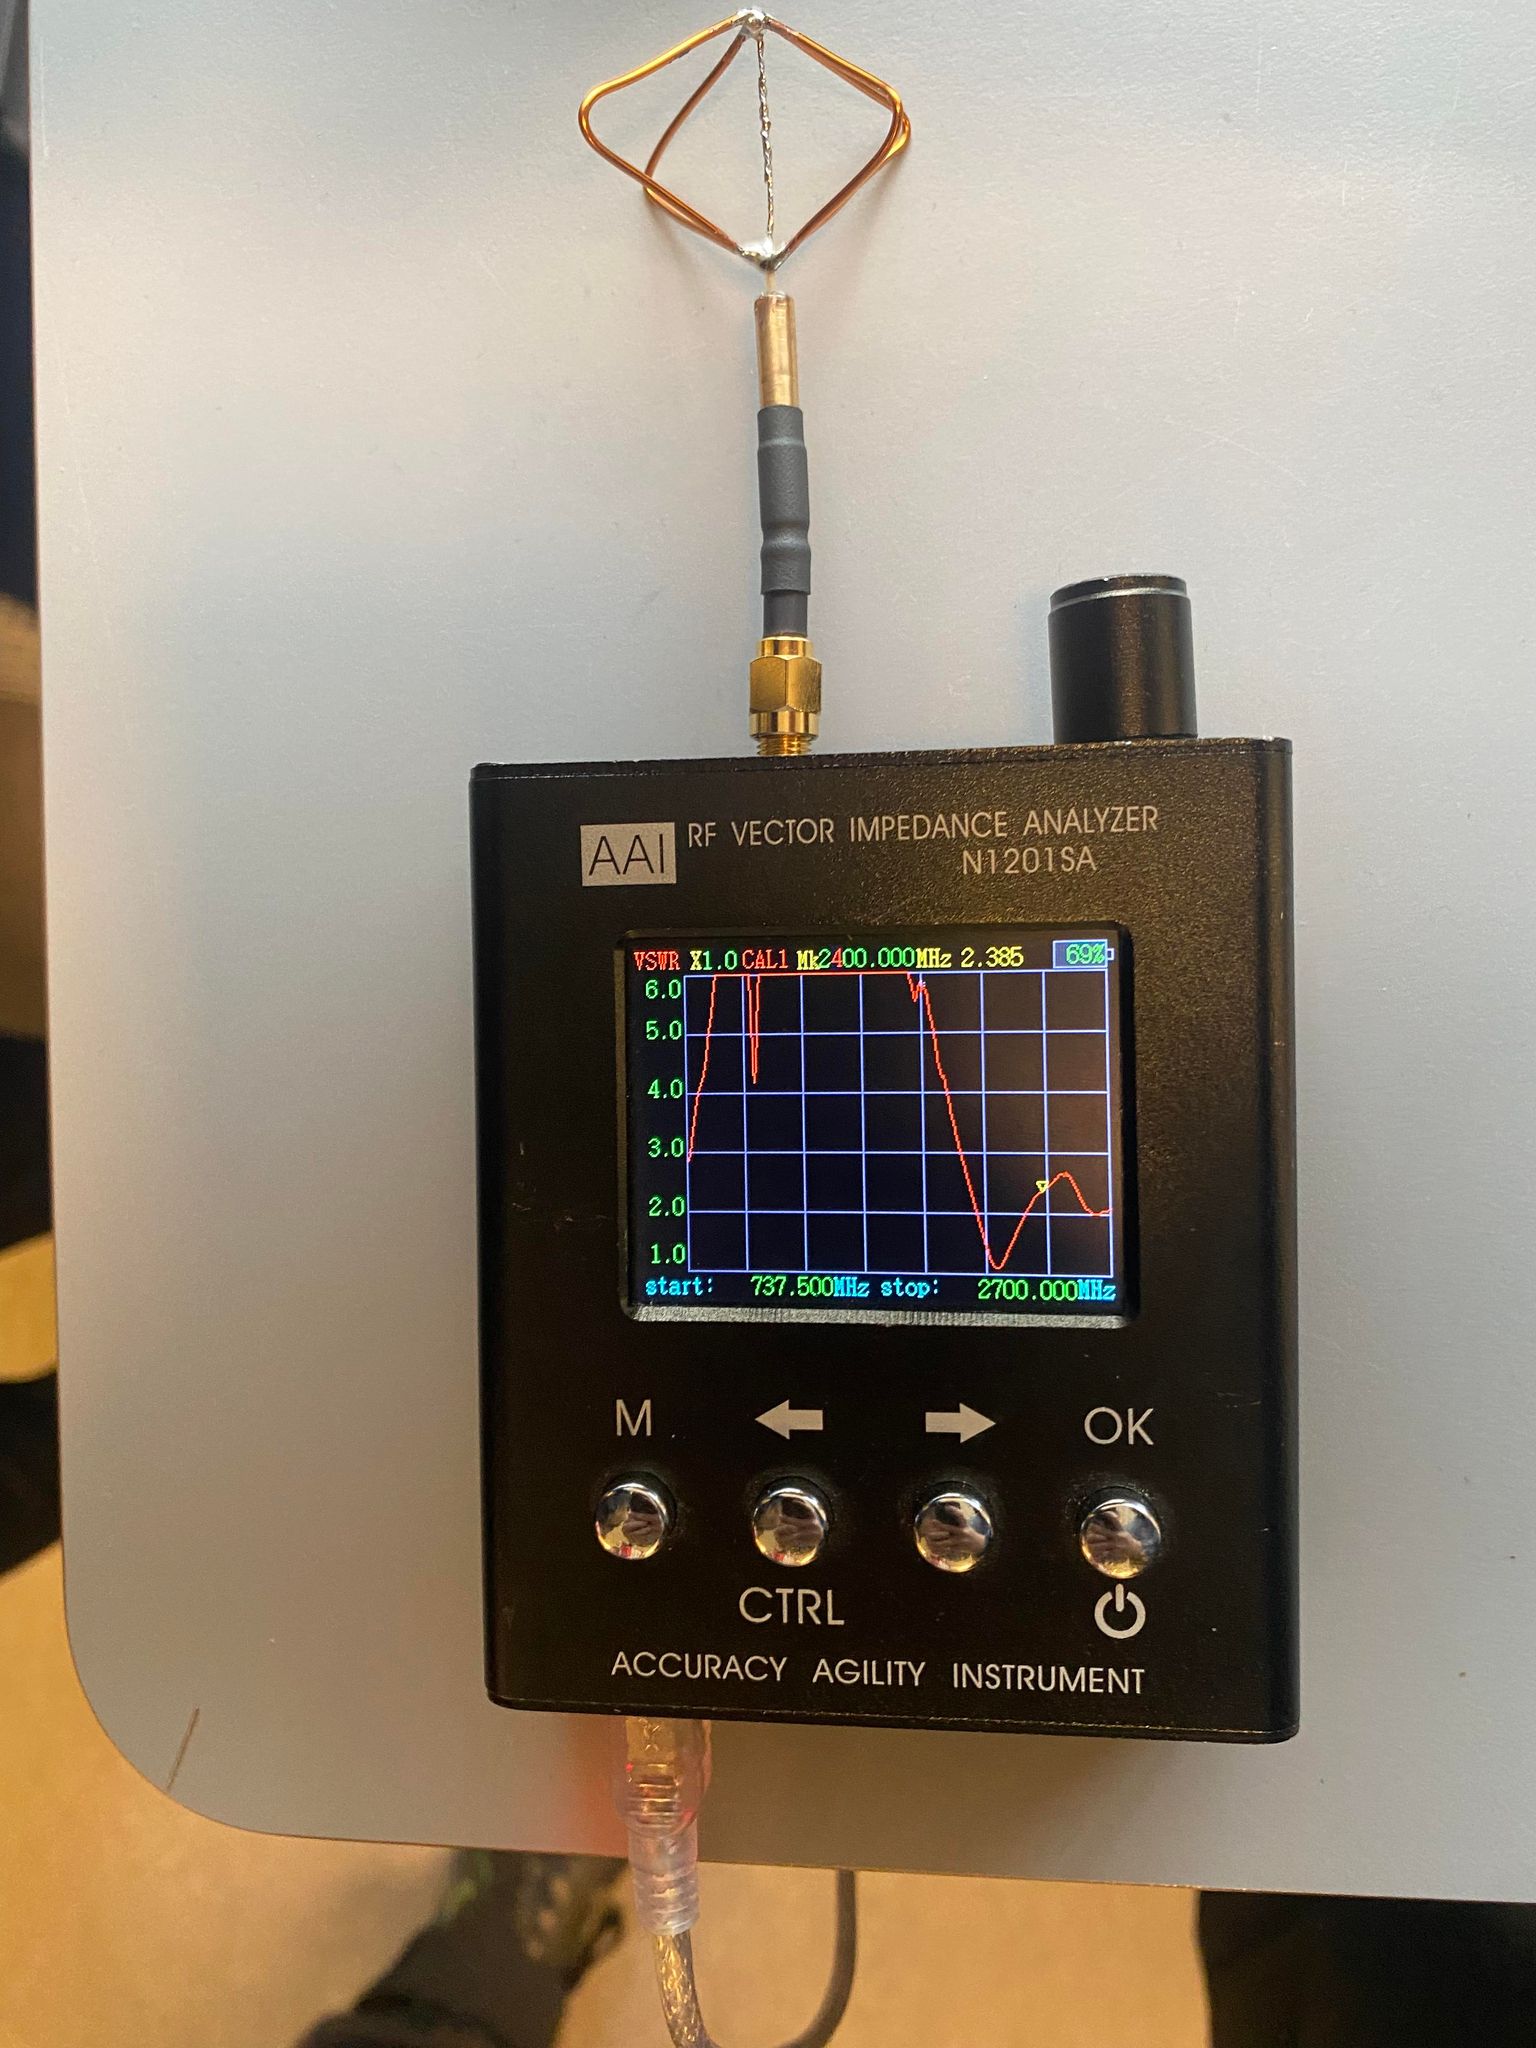 AAI RF VECTOR IMPEDANCE ANALYZER
N1201SA
VSWR X1.0 CAL1 Mk2400.000MHz 2.385 69%
6.0
5.0
4.0
3.0
2.0
1.0
start: 737.500MHz stop: 2700.000MHz
M OK
CTRL
ACCURACY AGILITY INSTRUMENT